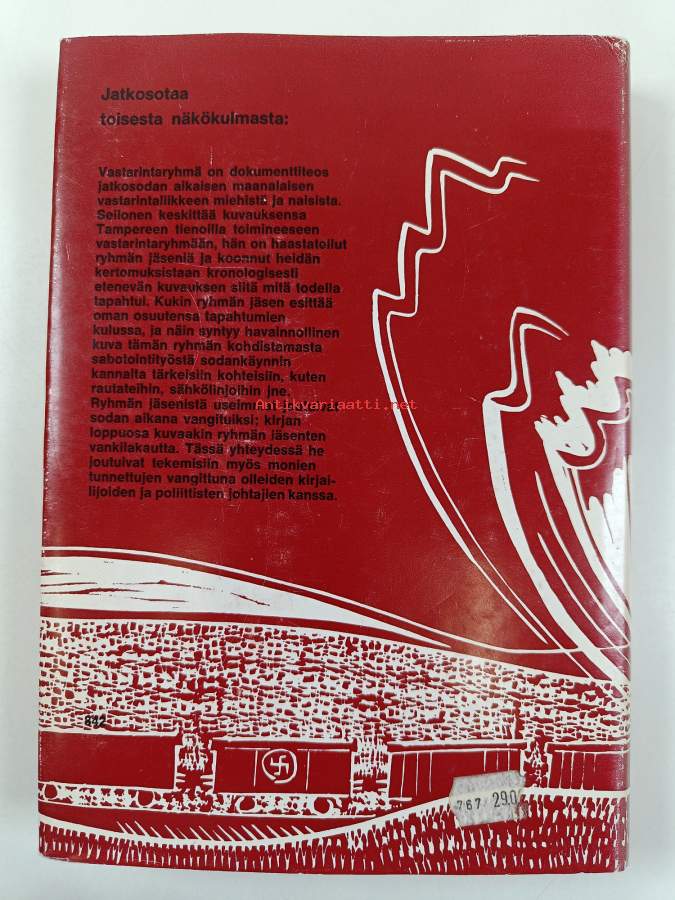 Jatkosotaa
toisesta näkökulmasta:
Vastarintaryhmä on dokumenttiteos
jatkosodan aikaisen maanalaisen
vastarintaliikkeen miehistä ja naisista.
Seilonen keskittää kuvauksensa
Tampereen tienoilla toimineeseen
vastarintaryhmään, hän on haastatellut
ryhmän jäseniä ja koonnut heidän
kertomuksistaan kronologisesti
etenevän kuvauksen siitä mitä todella
tapahtui. Kukin ryhmän jäsen esittää
oman osuutensa tapahtumien
kulussa, ja näin syntyy havainnollinen
kuva tämän ryhmän kohdistamasta
sabotointityöstä sodankäynnin
kannalta tärkeisiin kohteisiin, kuten
rautateihin, sähkölinjoihin jne.
Ryhmän jäsenistä useimmat
Antikvariaatti.net
sodan aikana vangituiksi; kirjan
loppuosa kuvaakin ryhmän jäsenten
vankilakautta. Tässä yhteydessä he
joutuivat tekemisiin myös monien
tunnettujen vangittuna olleiden kirjai-
lijoiden ja poliittisten johtajien kanssa.
842
767 290